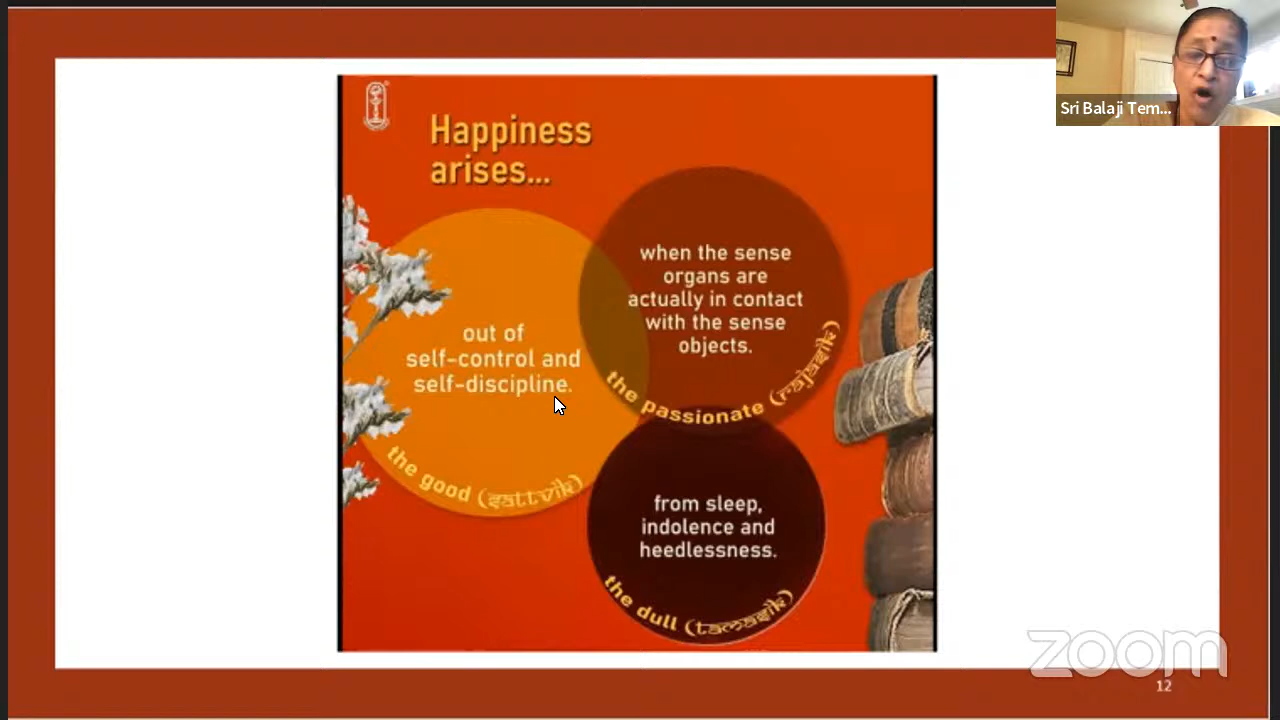 Sri Balaji Tem...
Happiness
arises...
when the sense
organs are
actually in contact
with the sense
objects.
the passionate (rajasik)
out of
self-control and
self-discipline.
the good (sattvik)
from sleep,
indolence and
heedlessness.
the dull (tamasik)
zoom
12